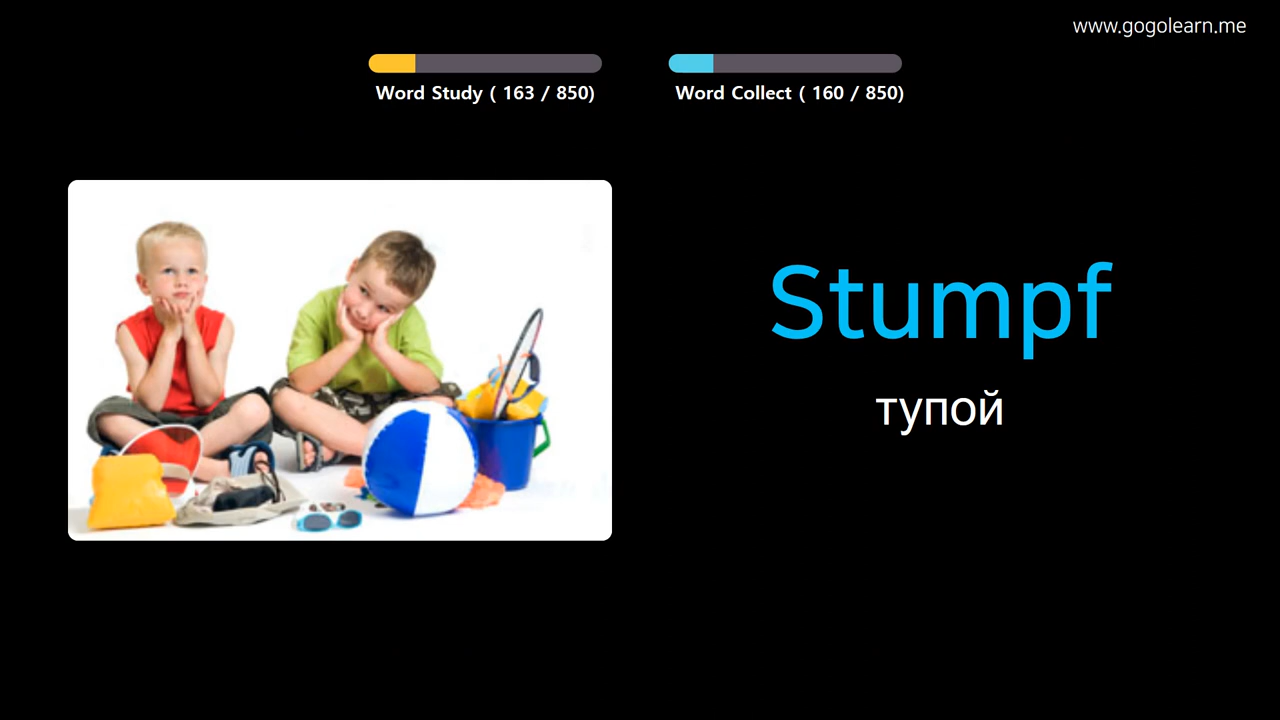 www.gogolearn.me
Word Study ( 163 / 850)
Word Collect ( 160 / 850)
Stumpf
тупой